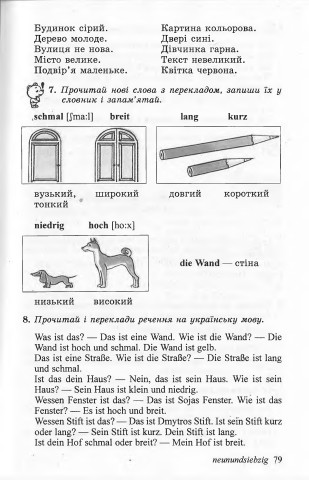 Будинок сірий.
Дерево молоде.
Вулиця не нова.
Місто велике.
Подвір'я маленьке.
Картина кольорова.
Двері сині.
Дівчинка гарна.
Текст невеликий.
Квітка червона.
7. Прочитай нові слова з перекладом, запиши їх у
словник і запам'ятай.
schmal [ʃma:l] breit lang kurz
вузький, широкий довгий короткий
тонкий
niedrig hoch [ho:x]
die Wand — стіна
низький високий
8. Прочитай і переклади речення на українську мову.
Was ist das? — Das ist eine Wand. Wie ist die Wand? — Die
Wand ist hoch und schmal. Die Wand ist gelb.
Das ist eine Straße. Wie ist die Straße? — Die Straße ist lang
und schmal.
Ist das dein Haus? — Nein, das ist sein Haus. Wie ist sein
Haus? — Sein Haus ist klein und niedrig.
Wessen Fenster ist das? — Das ist Sojas Fenster. Wie ist das
Fenster? — Es ist hoch und breit.
Wessen Stift ist das? — Das ist Dmytros Stift. Ist sein Stift kurz
oder lang? — Sein Stift ist kurz. Dein Stift ist lang.
Ist dein Hof schmal oder breit? — Mein Hof ist breit.
neunundsiebzig 79